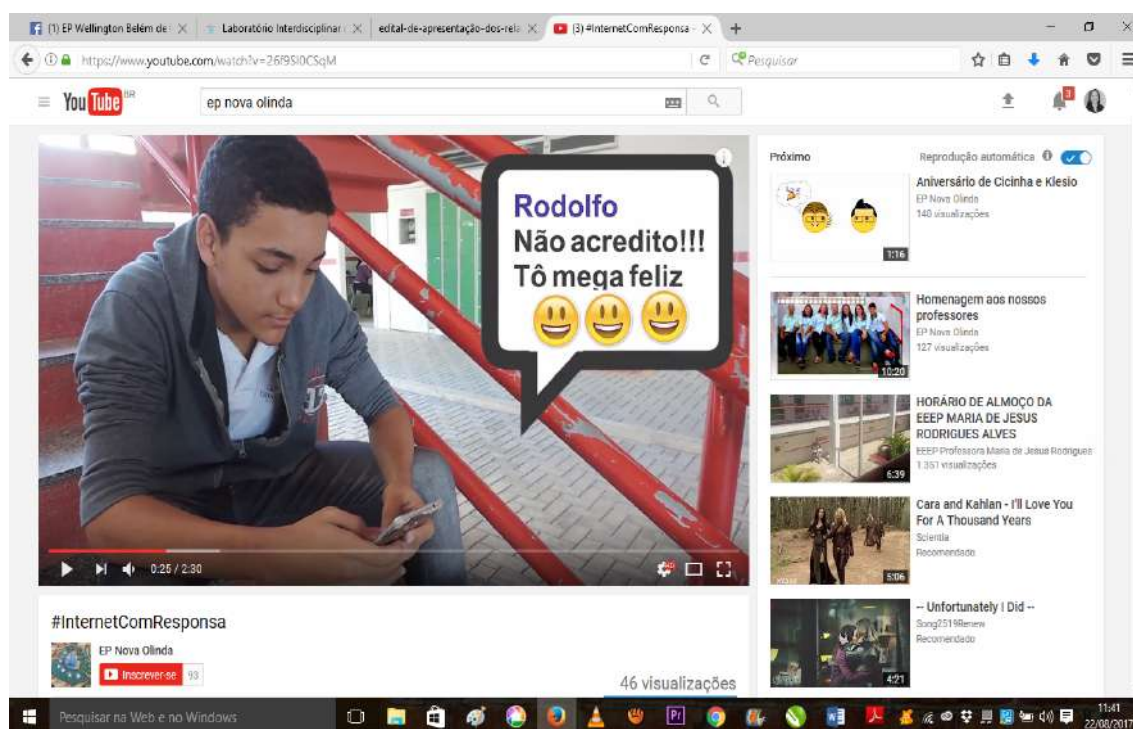 (1) EP Wellington Belém de
Laboratório Interdisciplinar
edital-de-apresentação-dos-rela
(3) #InternetComResponsa -
https://www.youtube.com/watch?v=26f9SI0CSqM
Pesquisar
YouTube BR
ep nova olinda
3
Rodolfo
Não acredito!!!
Tô mega feliz
0:25 / 2:30
#InternetComResponsa
EP Nova Olinda
Inscrever-se 93
46 visualizações
Próximo
Reprodução automática
Aniversário de Cicinha e Klesio
EP Nova Olinda
140 visualizações
1:16
Homenagem aos nossos
professores
EP Nova Olinda
127 visualizações
10:20
HORÁRIO DE ALMOÇO DA
EEEP MARIA DE JESUS
RODRIGUES ALVES
EEEP Professora Maria de Jesus Rodrigues
1.351 visualizações
6:39
Cara and Kahlan - I'll Love You
For A Thousand Years
Scientia
Recomendado
5:06
-- Unfortunately I Did --
Song2519Renew
Recomendado
4:21
Pesquisar na Web e no Windows
Pr
11:41
22/08/2017